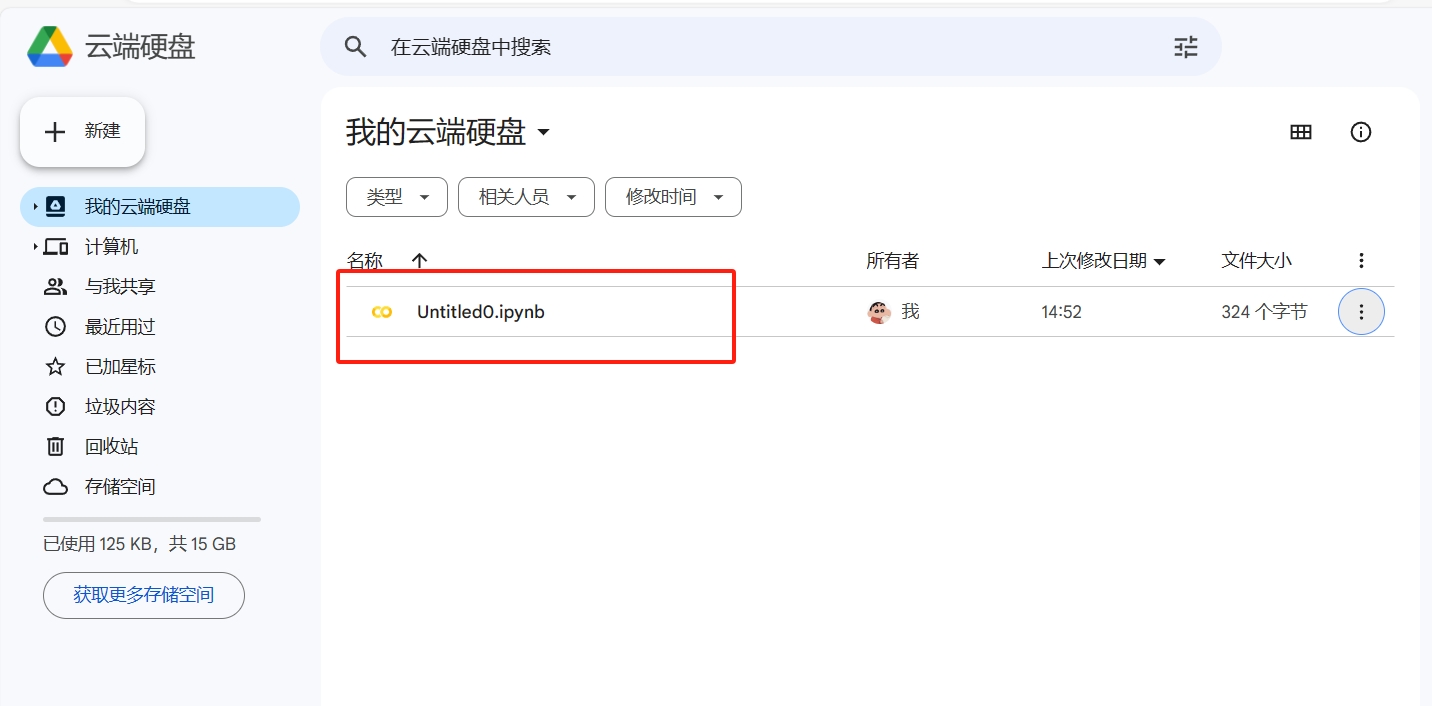 云端硬盘
在云端硬盘中搜索
新建
我的云端硬盘
计算机
与我共享
最近用过
已加星标
垃圾内容
回收站
存储空间
已使用 125 KB，共 15 GB
获取更多存储空间
我的云端硬盘
类型 相关人员 修改时间
名称 所有者 上次修改日期 文件大小
Untitled0.ipynb 我 14:52 324 个字节